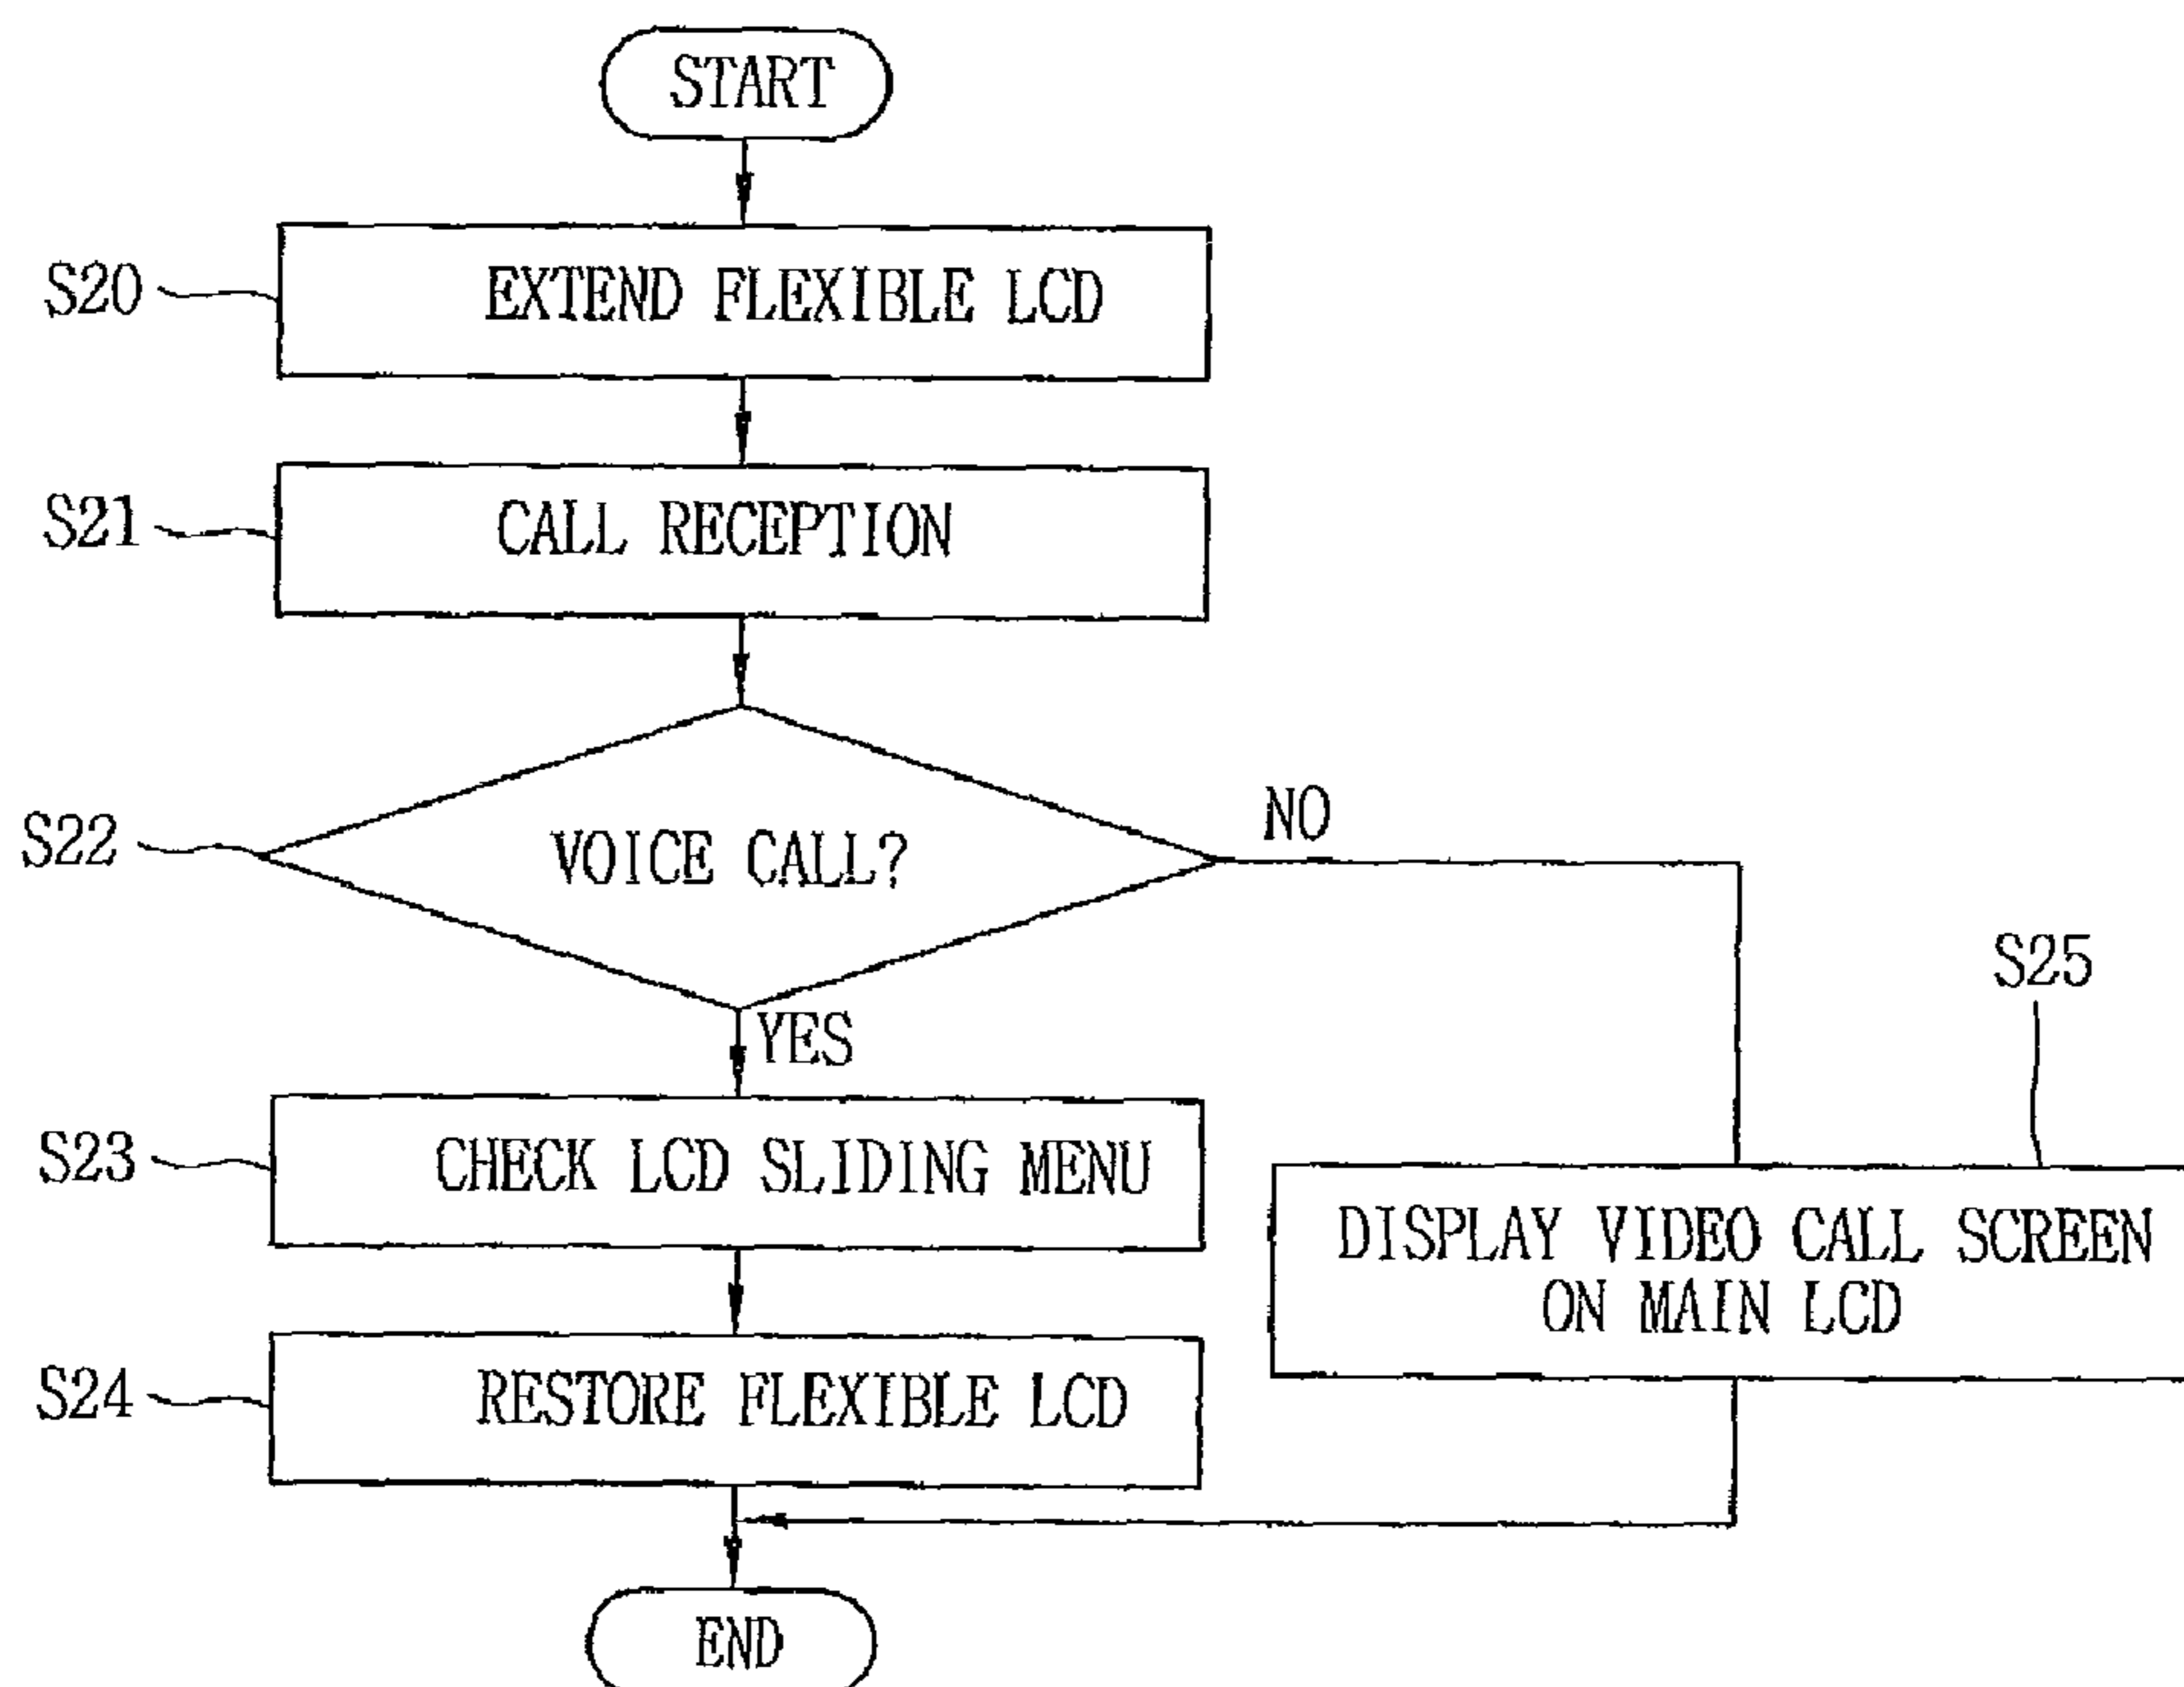 START
S20
EXTEND FLEXIBLE LCD
S21
CALL RECEPTION
S22
VOICE CALL?
NO
YES
S25
S23
CHECK LCD SLIDING MENU
DISPLAY VIDEO CALL SCREEN
ON MAIN LCD
S24
RESTORE FLEXIBLE LCD
END